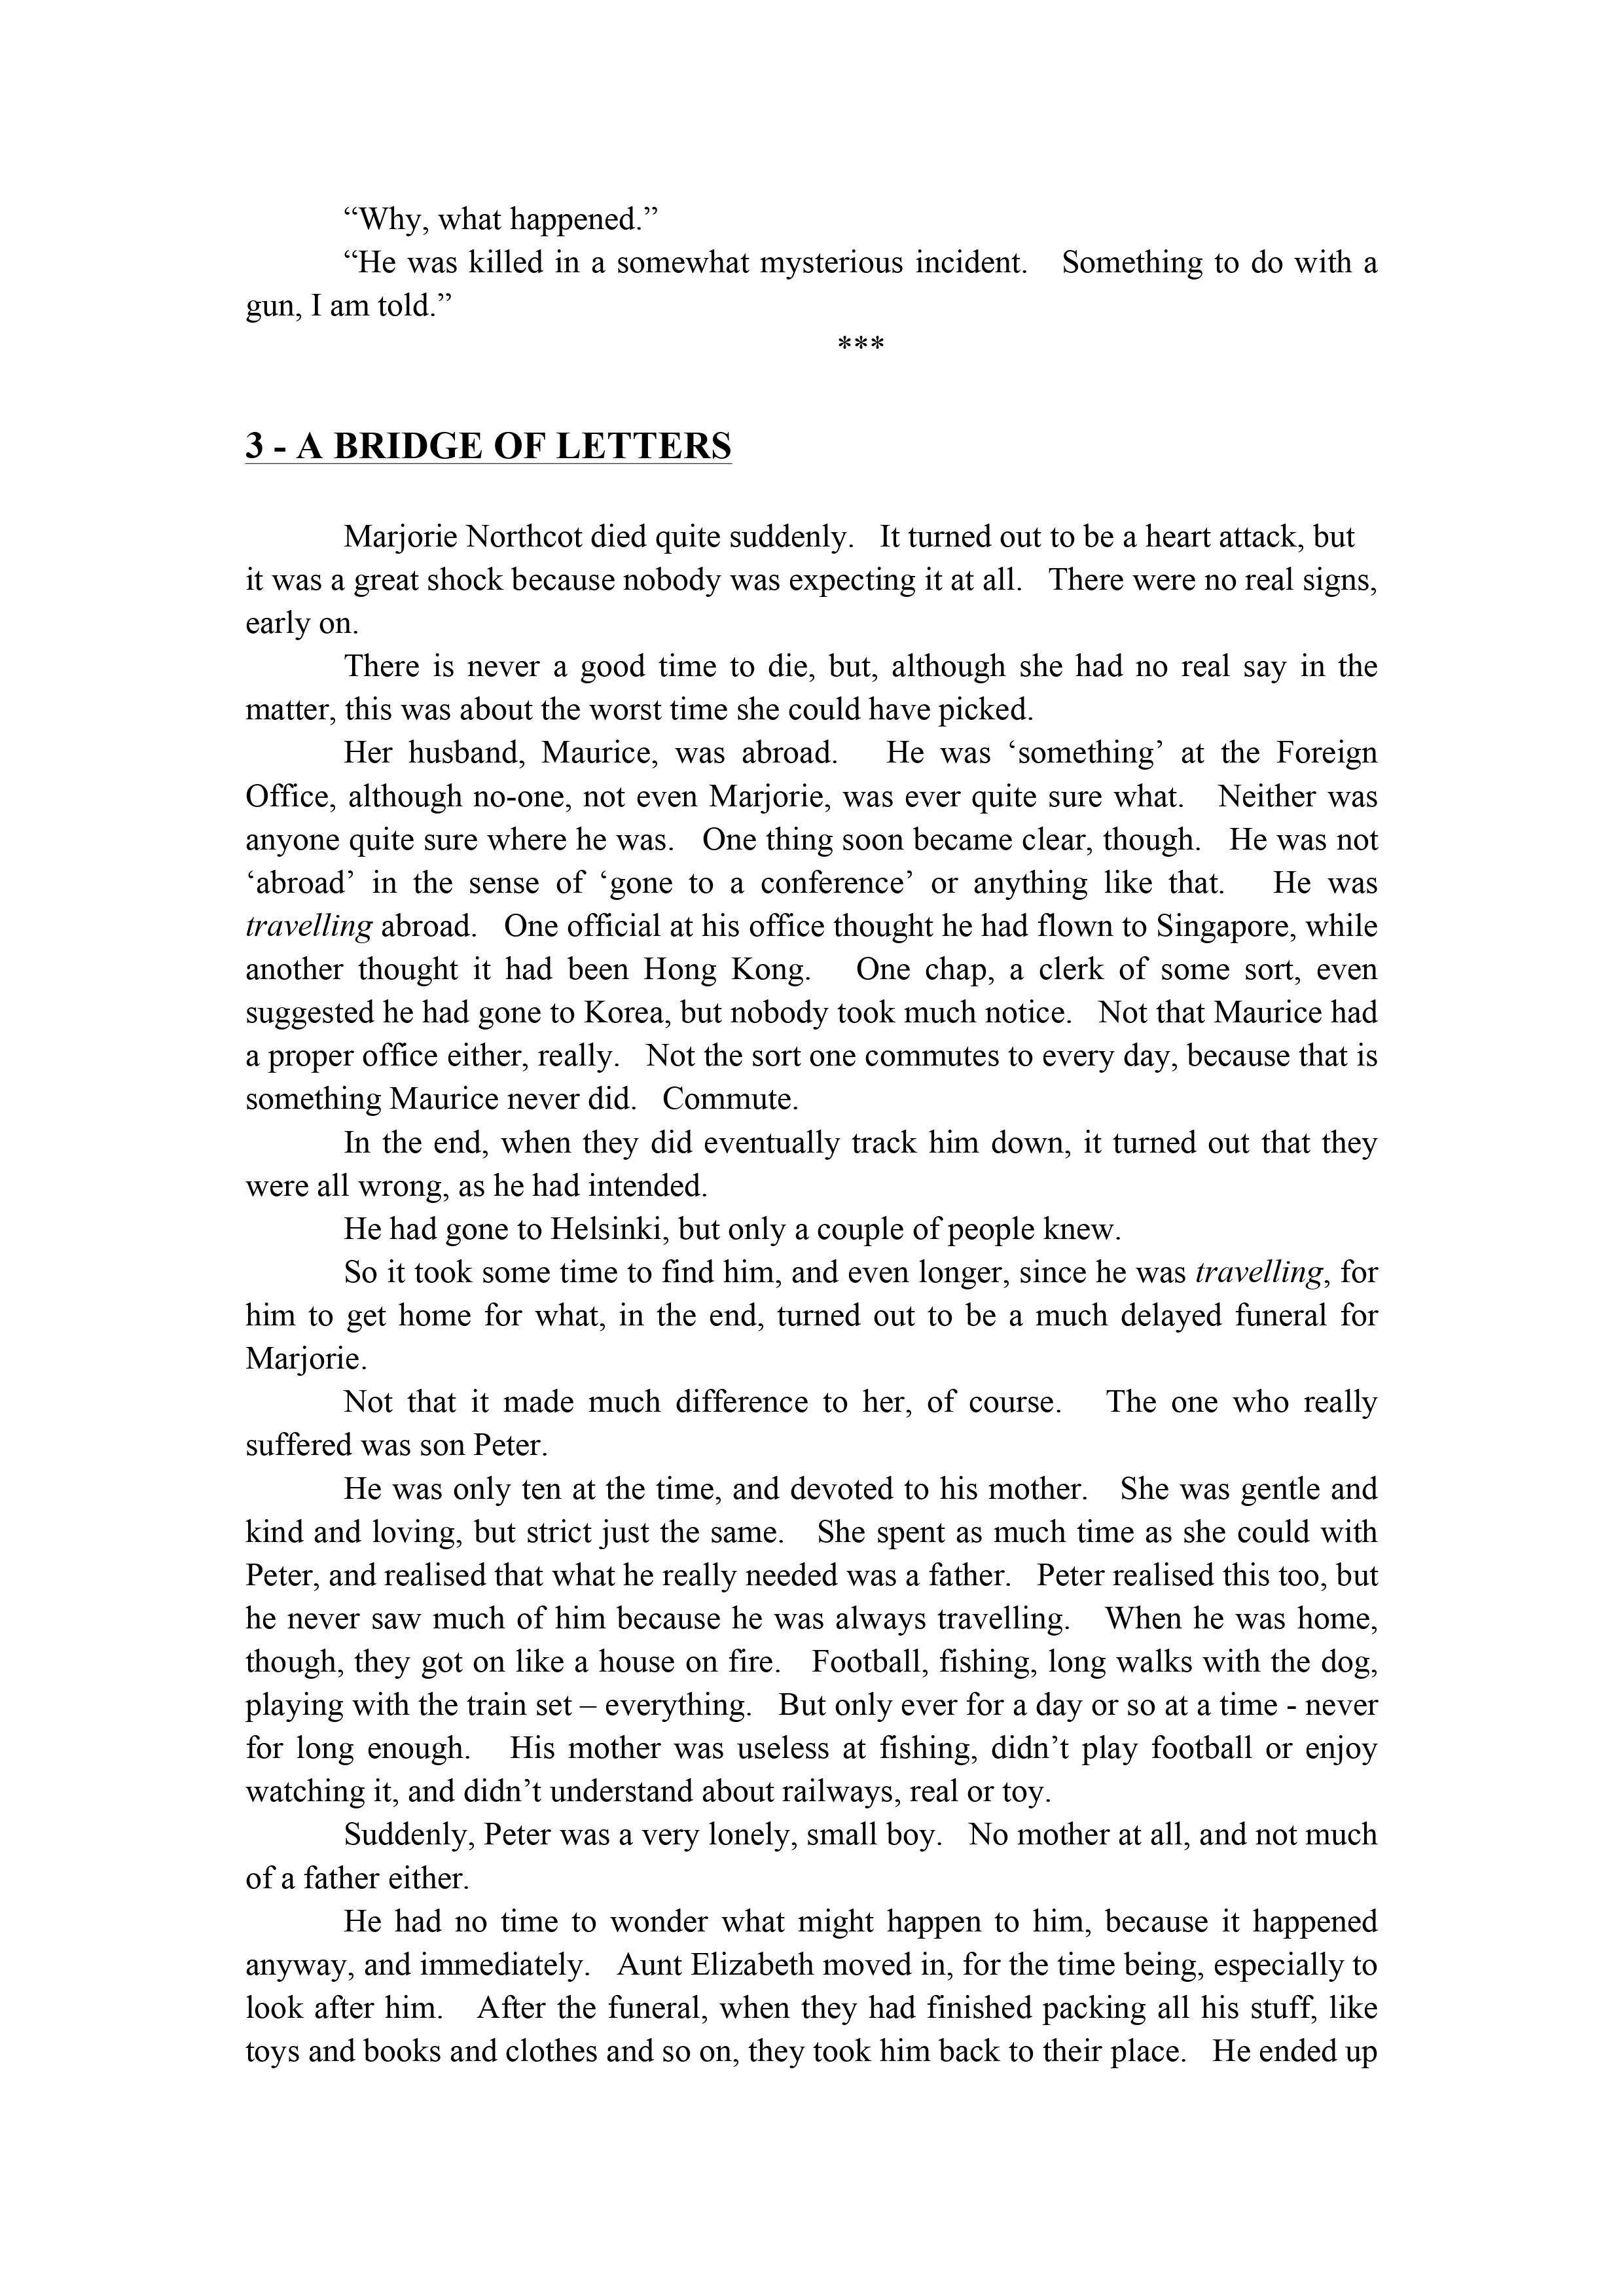 “Why, what happened.”
“He was killed in a somewhat mysterious incident. Something to do with a
gun, I am told.”
***
3 - A BRIDGE OF LETTERS
Marjorie Northcot died quite suddenly. It turned out to be a heart attack, but
it was a great shock because nobody was expecting it at all. There were no real signs,
early on.
There is never a good time to die, but, although she had no real say in the
matter, this was about the worst time she could have picked.
Her husband, Maurice, was abroad. He was ‘something’ at the Foreign
Office, although no-one, not even Marjorie, was ever quite sure what. Neither was
anyone quite sure where he was. One thing soon became clear, though. He was not
‘abroad’ in the sense of ‘gone to a conference’ or anything like that. He was
travelling abroad. One official at his office thought he had flown to Singapore, while
another thought it had been Hong Kong. One chap, a clerk of some sort, even
suggested he had gone to Korea, but nobody took much notice. Not that Maurice had
a proper office either, really. Not the sort one commutes to every day, because that is
something Maurice never did. Commute.
In the end, when they did eventually track him down, it turned out that they
were all wrong, as he had intended.
He had gone to Helsinki, but only a couple of people knew.
So it took some time to find him, and even longer, since he was travelling, for
him to get home for what, in the end, turned out to be a much delayed funeral for
Marjorie.
Not that it made much difference to her, of course. The one who really
suffered was son Peter.
He was only ten at the time, and devoted to his mother. She was gentle and
kind and loving, but strict just the same. She spent as much time as she could with
Peter, and realised that what he really needed was a father. Peter realised this too, but
he never saw much of him because he was always travelling. When he was home,
though, they got on like a house on fire. Football, fishing, long walks with the dog,
playing with the train set – everything. But only ever for a day or so at a time - never
for long enough. His mother was useless at fishing, didn’t play football or enjoy
watching it, and didn’t understand about railways, real or toy.
Suddenly, Peter was a very lonely, small boy. No mother at all, and not much
of a father either.
He had no time to wonder what might happen to him, because it happened
anyway, and immediately. Aunt Elizabeth moved in, for the time being, especially to
look after him. After the funeral, when they had finished packing all his stuff, like
toys and books and clothes and so on, they took him back to their place. He ended up